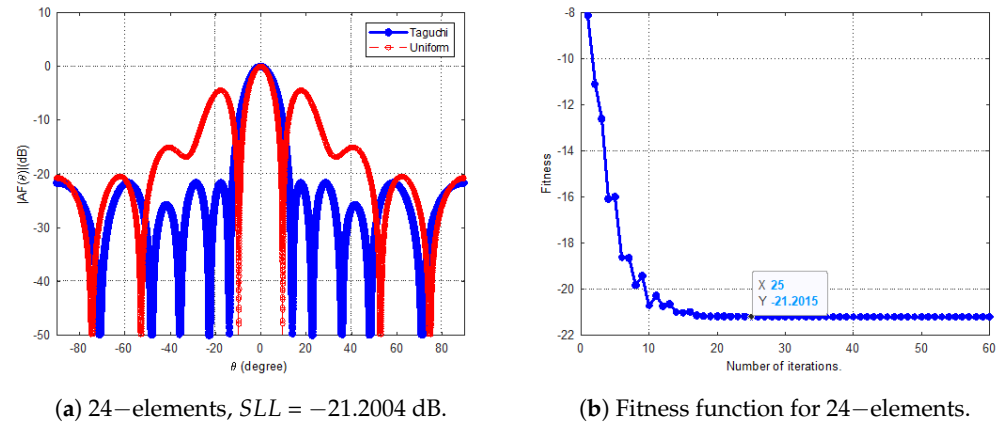 10
0
-10
-20
-30
-40
-50
|AF(θ)|(dB)
-80 -60 -40 -20 0 20 40 60 80
θ (degree)
Taguchi
Uniform
(a) 24−elements, SLL = −21.2004 dB.
-8
-10
-12
-14
-16
-18
-20
-22
Fitness
X 25
Y -21.2015
0 10 20 30 40 50 60
Number of iterations.
(b) Fitness function for 24−elements.